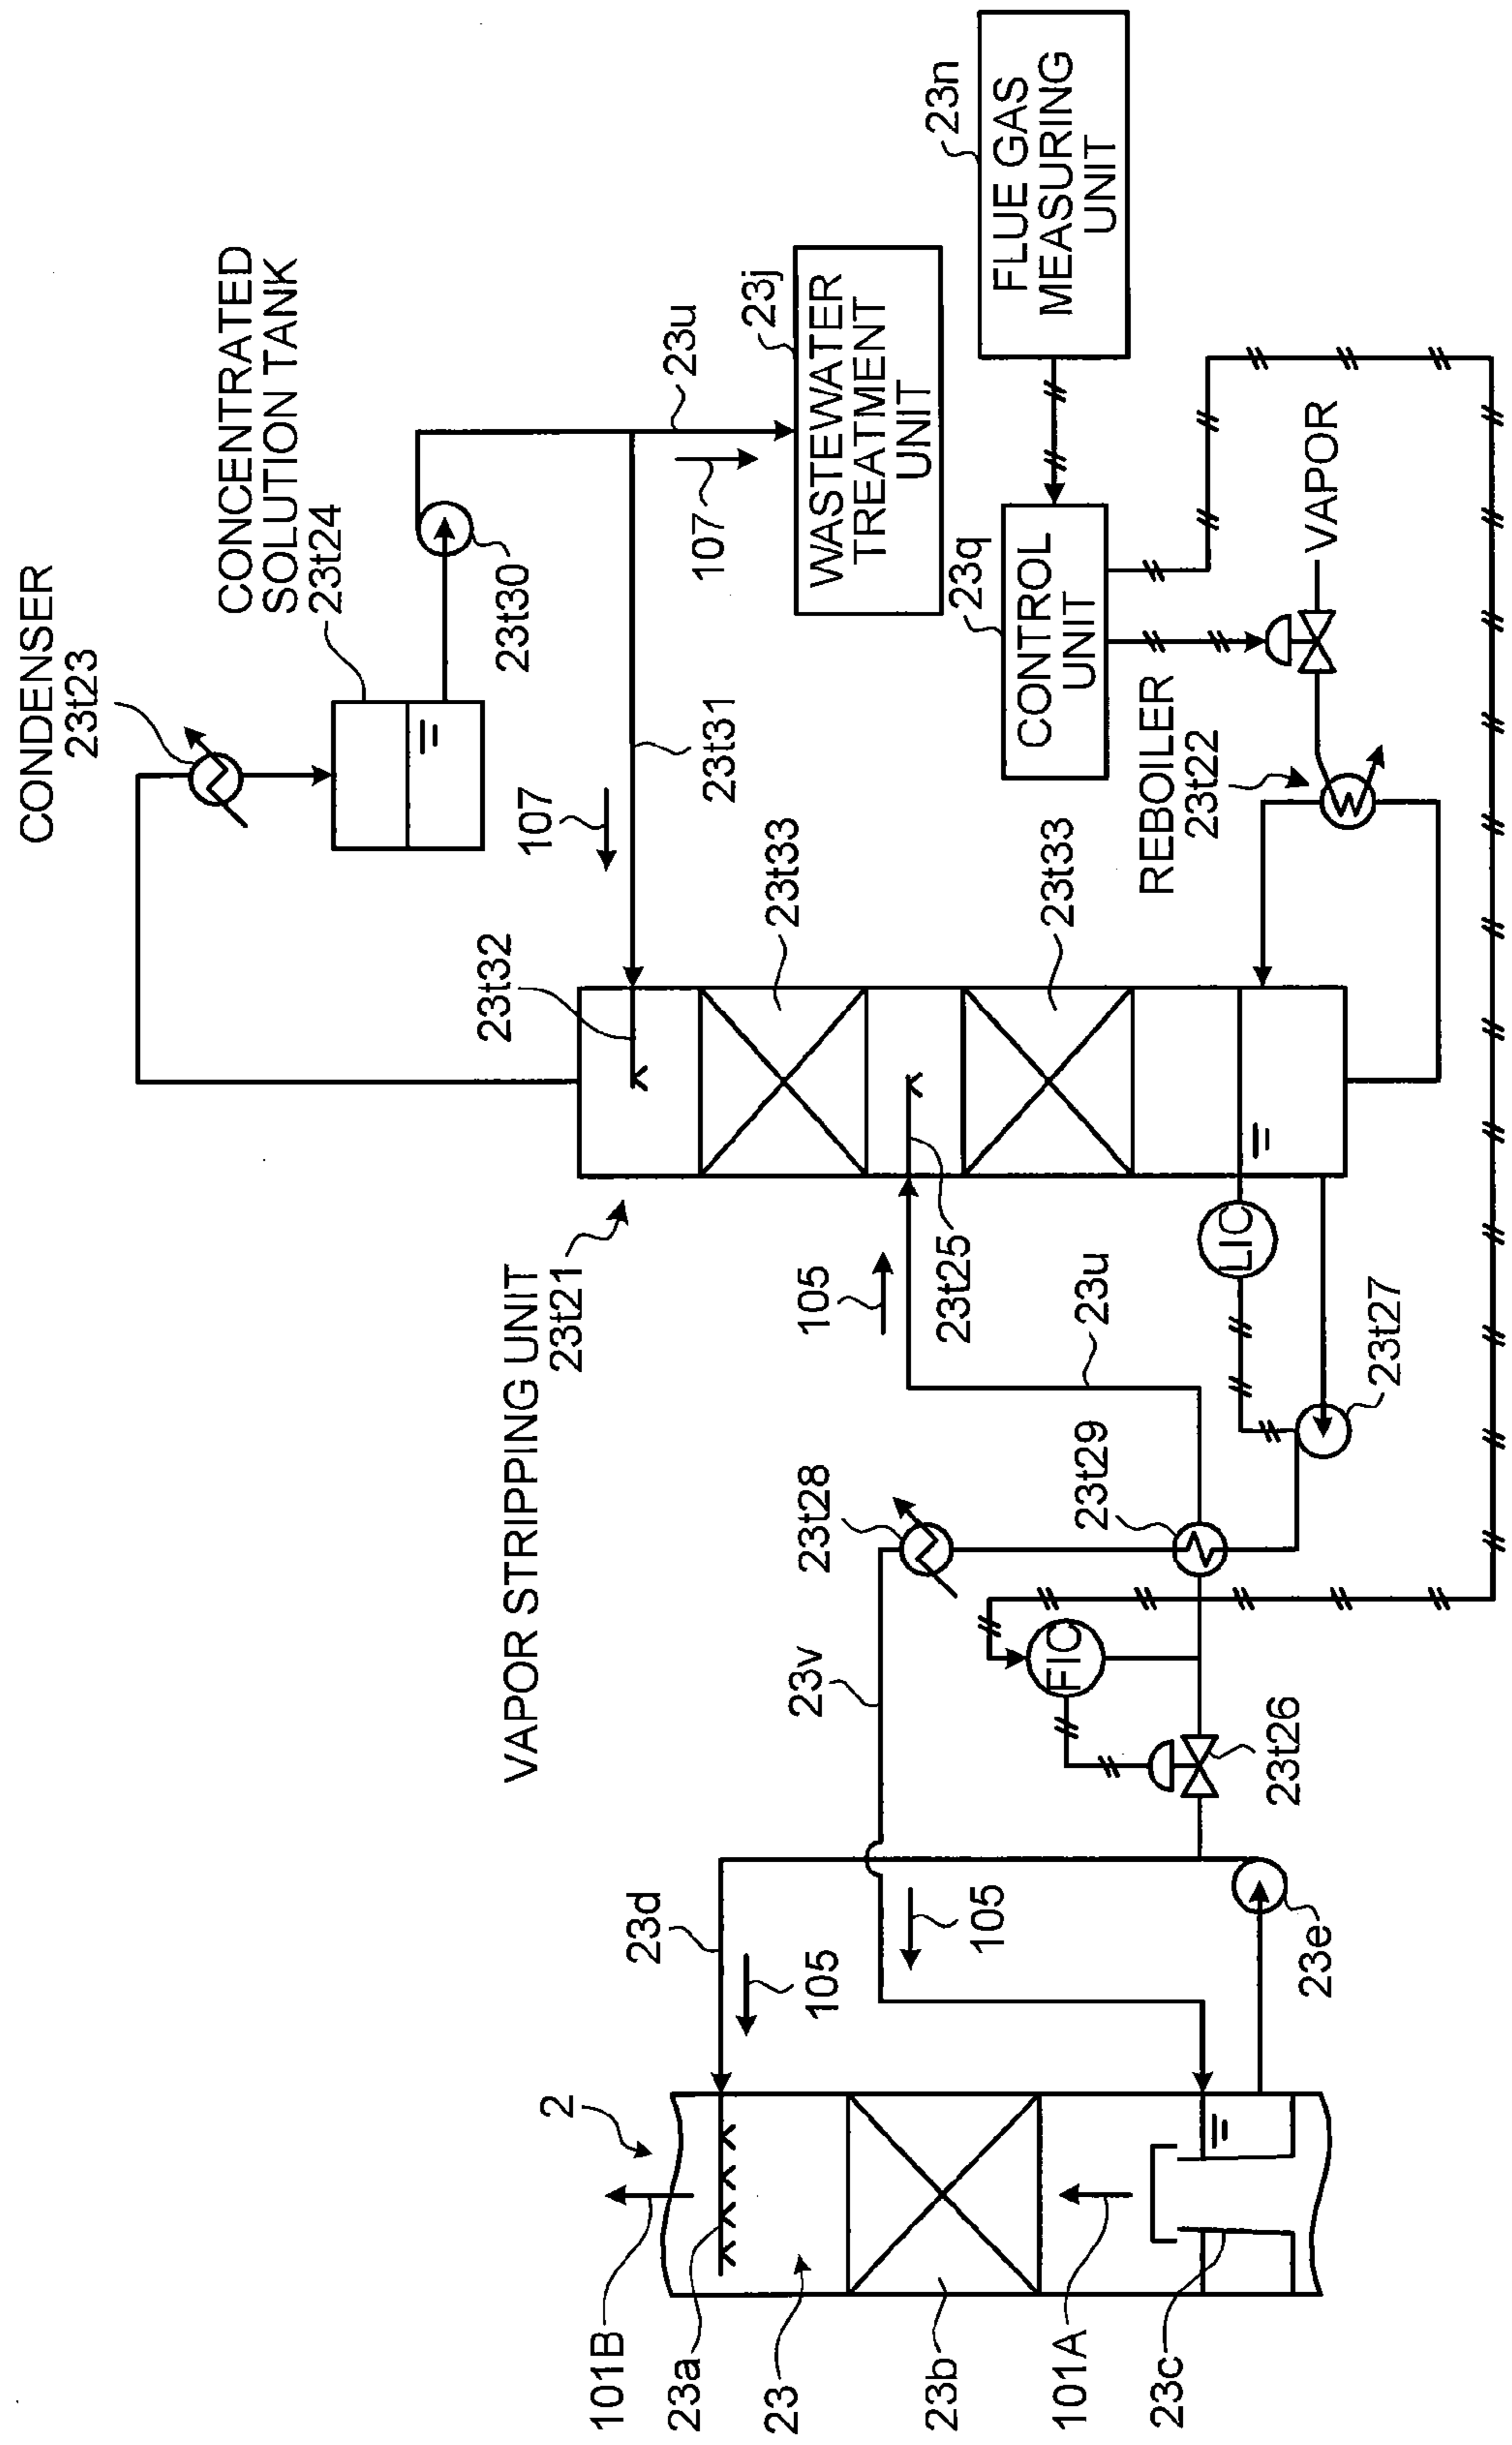 CONDENSER
23t23
CONCENTRATED
SOLUTION TANK
23t24
23t30
23u
107
WASTEWATER
TREATMENT
UNIT
23j
FLUE GAS
MEASURING
UNIT
23n
CONTROL
UNIT
23q
VAPOR
REBOILER
23t22
107
23t31
23t32
23t33
23t33
VAPOR STRIPPING UNIT
23t21
105
23t25
23u
LIC
23t27
23t28
23t29
FIC
23t26
23v
23d
105
105
23e
2
101B
23a
23
23b
101A
23c